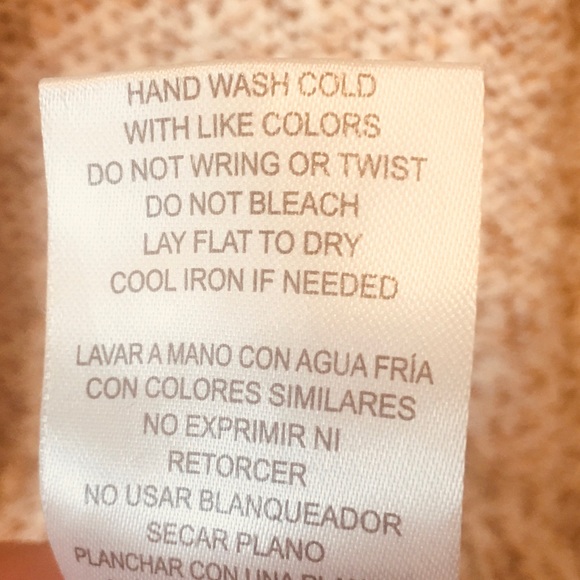 HAND WASH COLD
WITH LIKE COLORS
DO NOT WRING OR TWIST
DO NOT BLEACH
LAY FLAT TO DRY
COOL IRON IF NEEDED
LAVAR A MANO CON AGUA FRÍA
CON COLORES SIMILARES
NO EXPRIMIR NI
RETORCER
NO USAR BLANQUEADOR
SECAR PLANO
PLANCHAR CON UNA